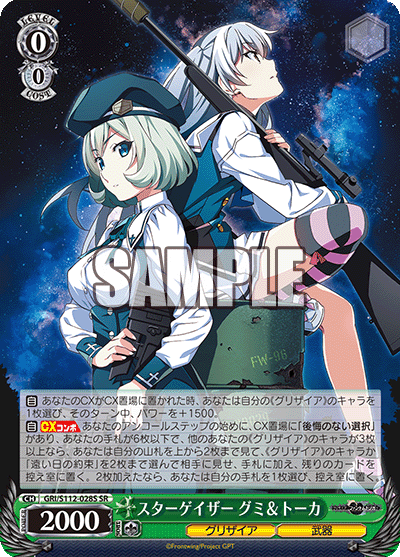 LEVEL
0
0
COST
SAMPLE
FW-96
自 あなたのCXがCX置場に置かれた時、あなたは自分の《グリザイア》のキャラを
1枚選び、そのターン中、パワーを+1500。
自 CXコンボ あなたのアンコールステップの始めに、CX置場に「後悔のない選択」
があり、あなたの手札が6枚以下で、他のあなたの《グリザイア》のキャラが3枚
以上なら、あなたは自分の山札を上から2枚まで見て、《グリザイア》のキャラか
「遠い日の約束」を2枚まで選んで相手に見せ、手札に加え、残りのカードを
控え室に置き、あなたは自分の手札を1枚選び、控え室に置く。
CH GRI/S112-028S SR
スターゲイザー グミ&トーカ
POWER
2000
グリザイア
武器
©Frontwing/Project GPT